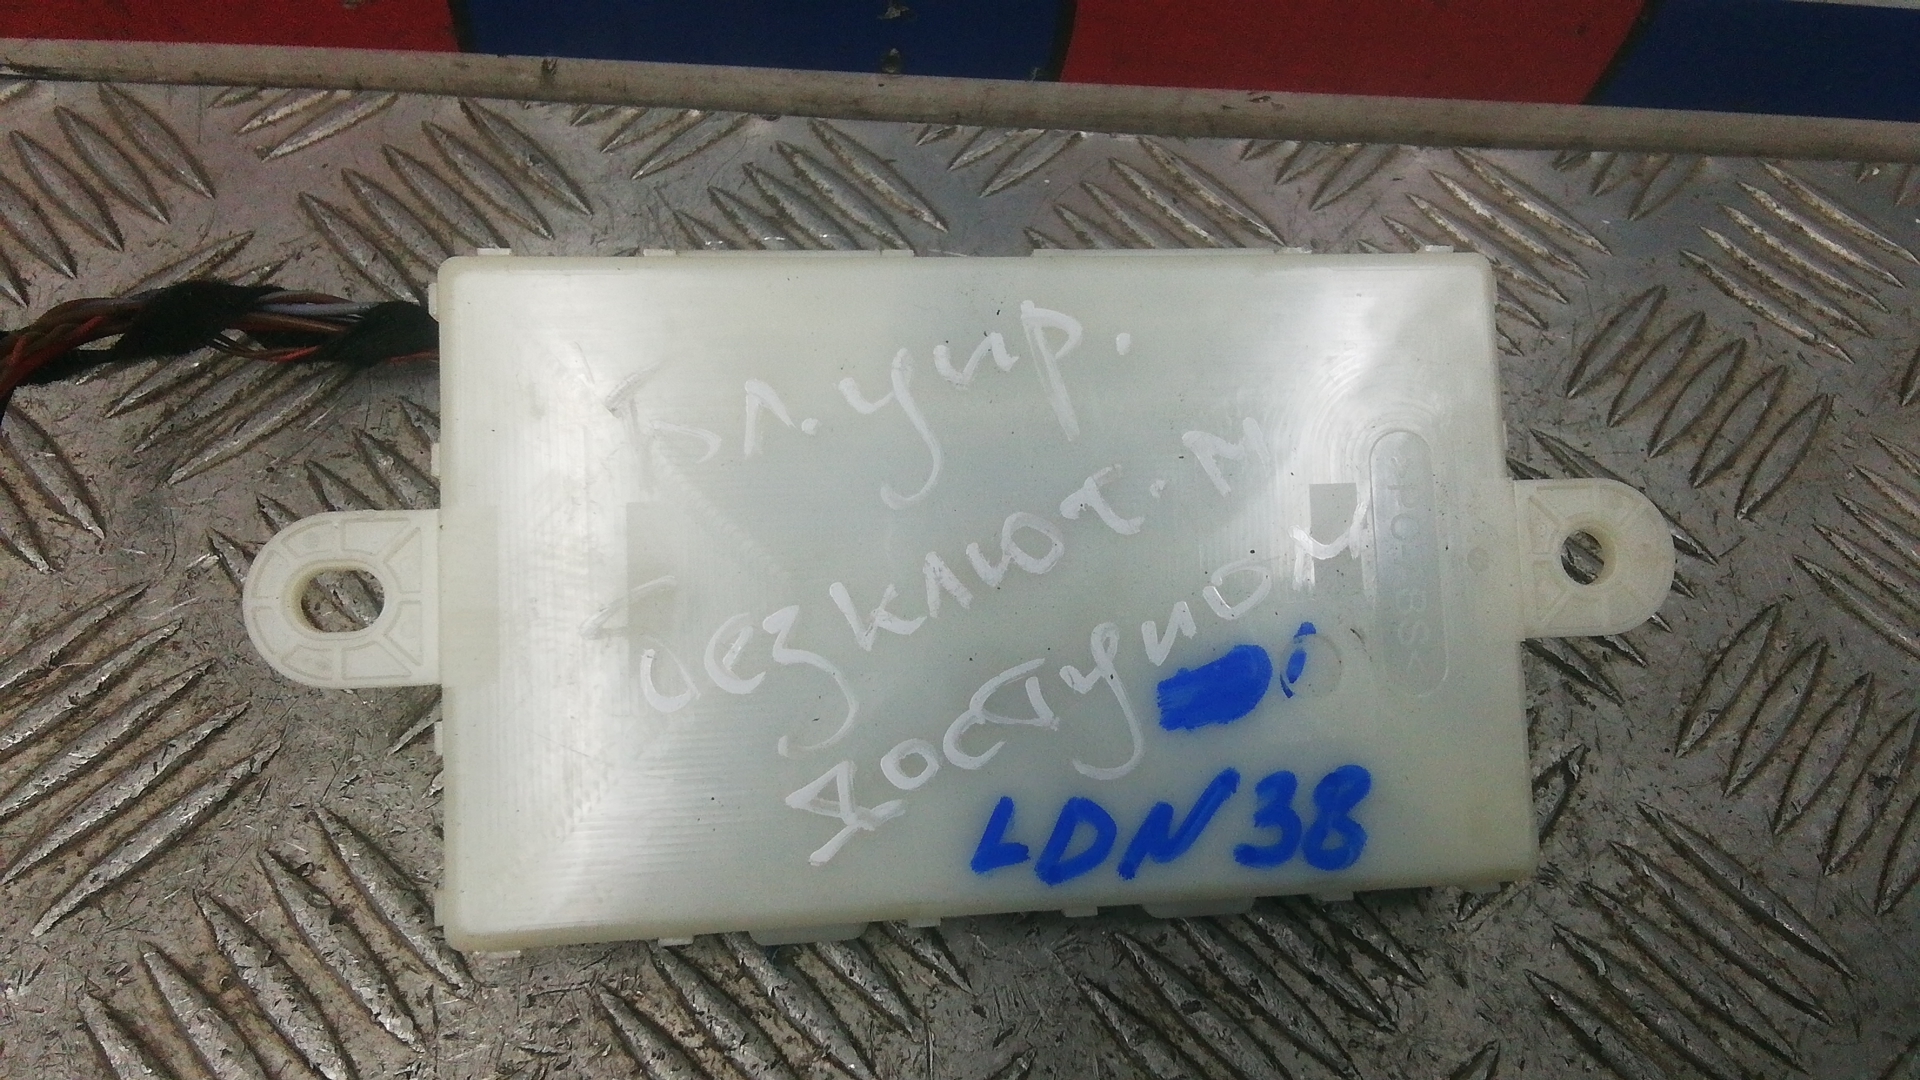 Бл. упр.
безключ. м
доступом
LDN38